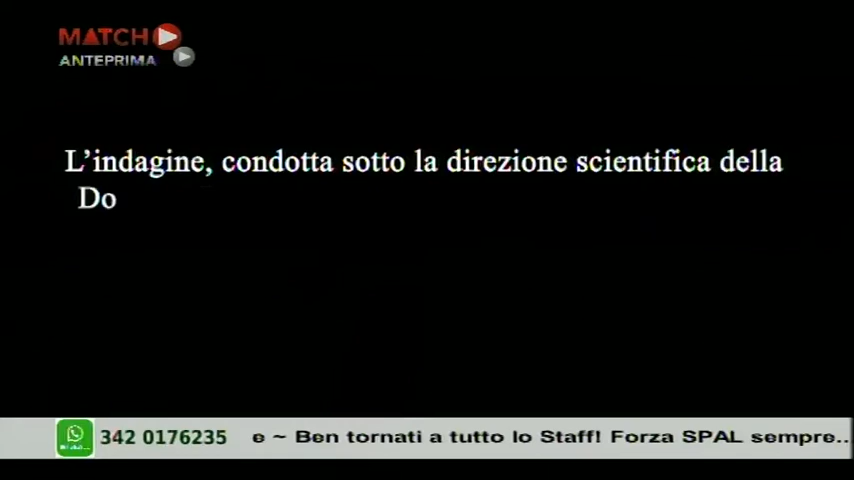 MATCH
ANTEPRIMA
L'indagine, condotta sotto la direzione scientifica della
Do
342 0176235 e ~ Ben tornati a tutto lo Staff! Forza SPAL sempre...